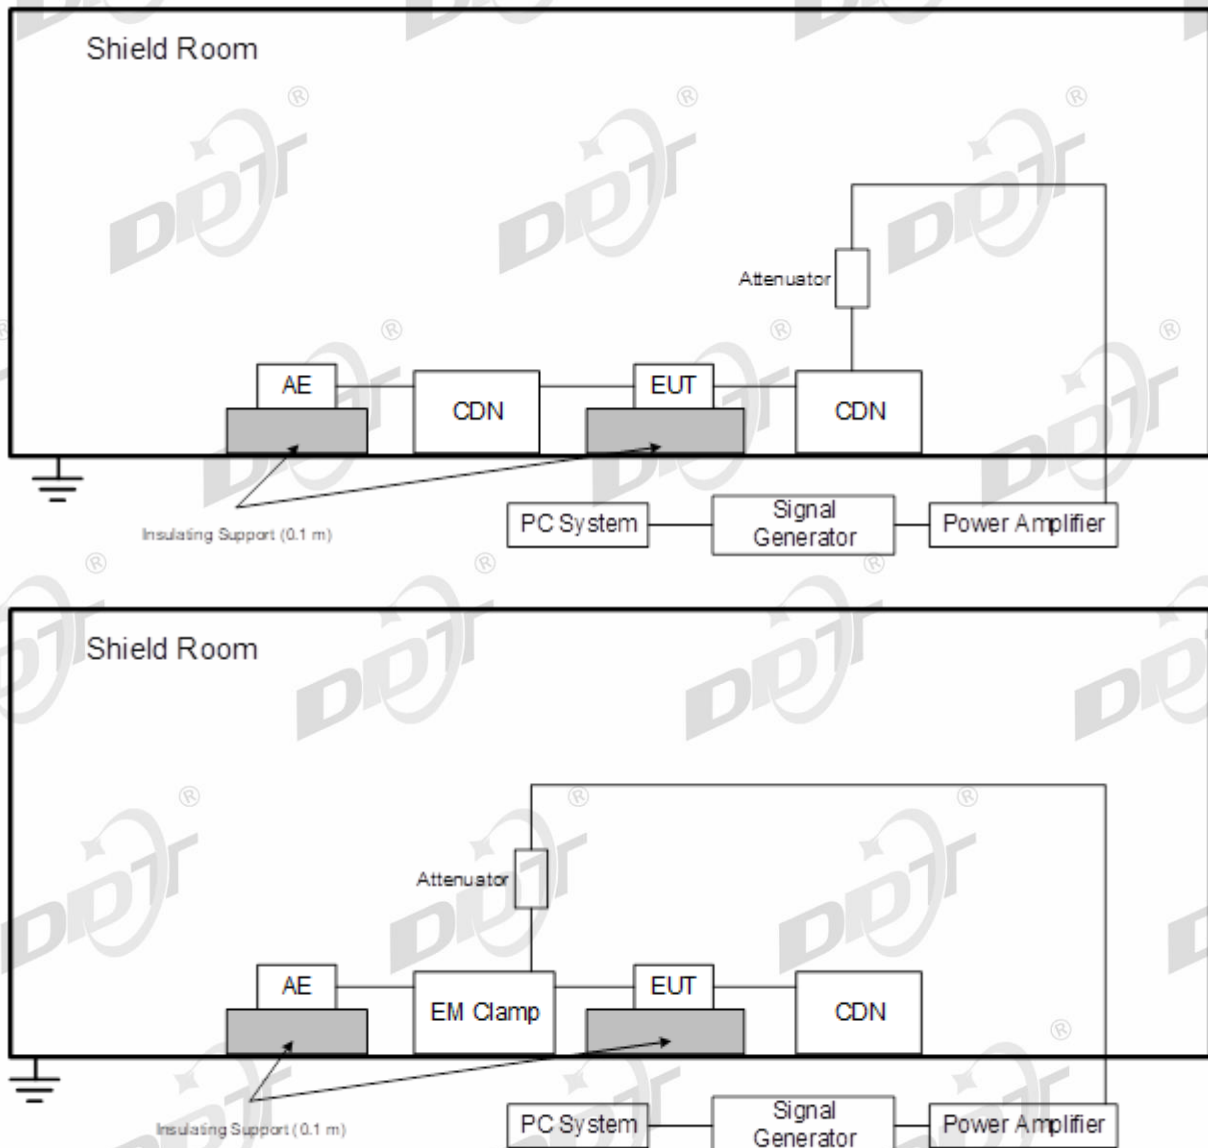 Shield Room
Attenuator
AE
CDN
EUT
CDN
Insulating Support (0.1 m)
PC System
Signal
Generator
Power Amplifier
Shield Room
Attenuator
AE
EM Clamp
EUT
CDN
Insulating Support (0.1 m)
PC System
Signal
Generator
Power Amplifier
DDT
®